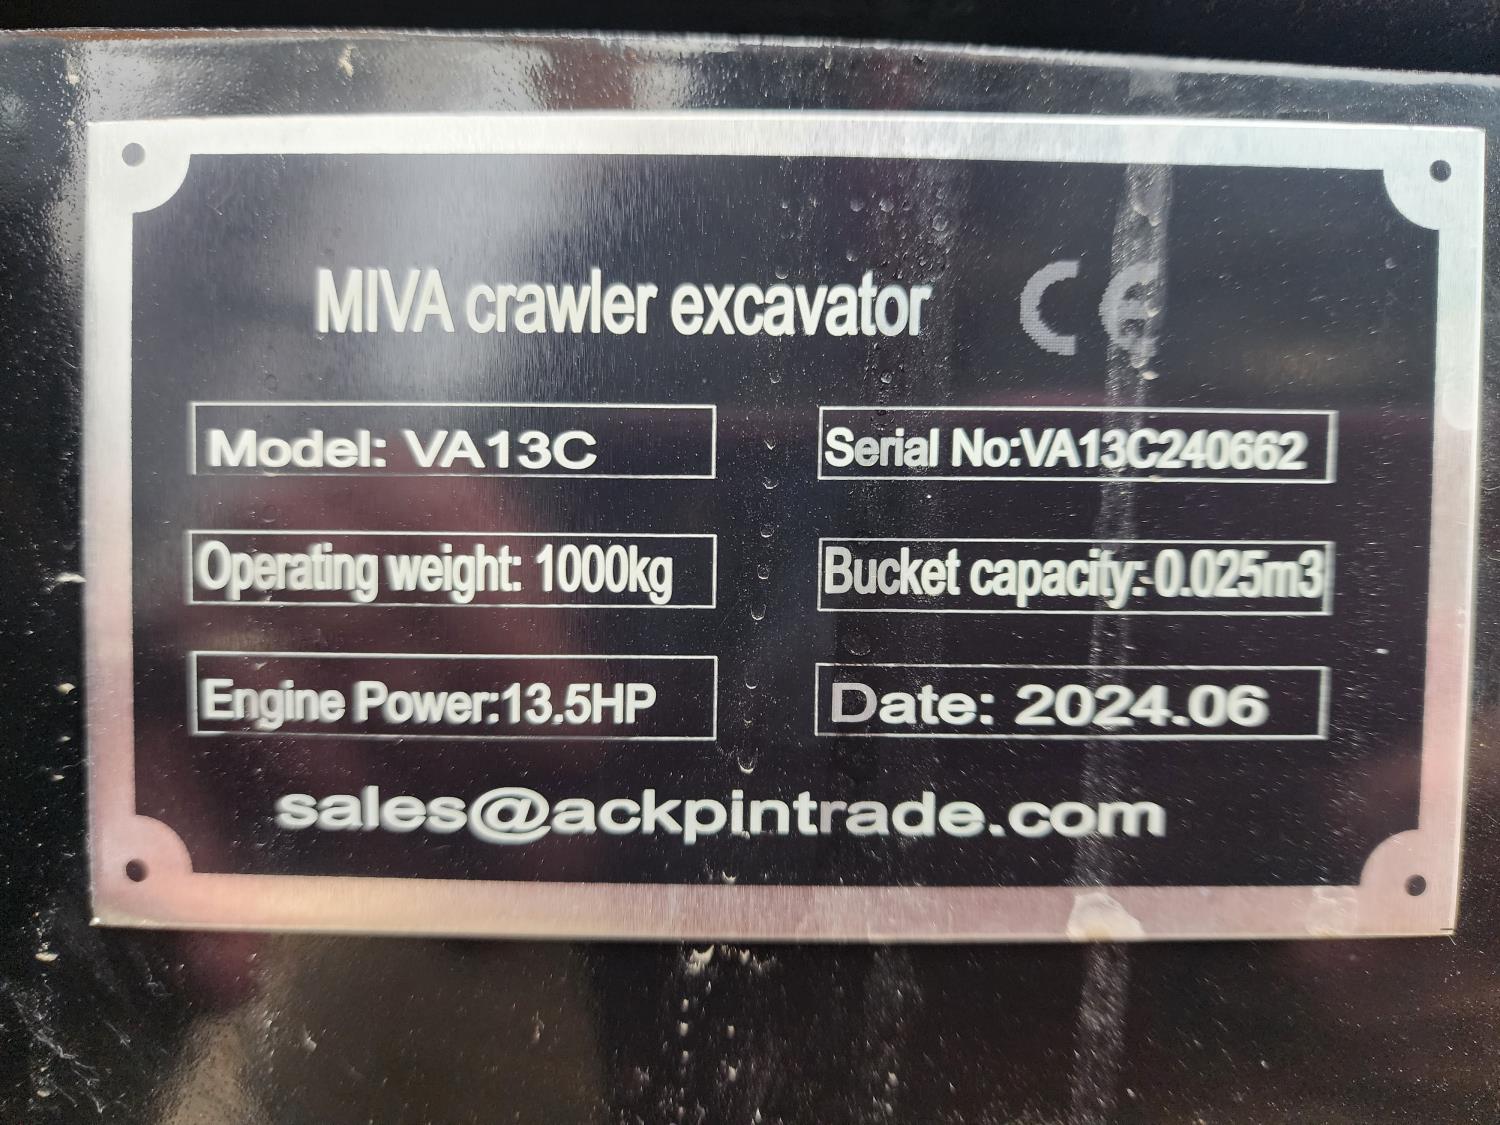 MIVA crawler excavator CE
Model: VA13C
Serial No:VA13C240662
Operating weight: 1000kg
Bucket capacity: 0.025m3
Engine Power:13.5HP
Date: 2024.06
sales@ackpintrade.com